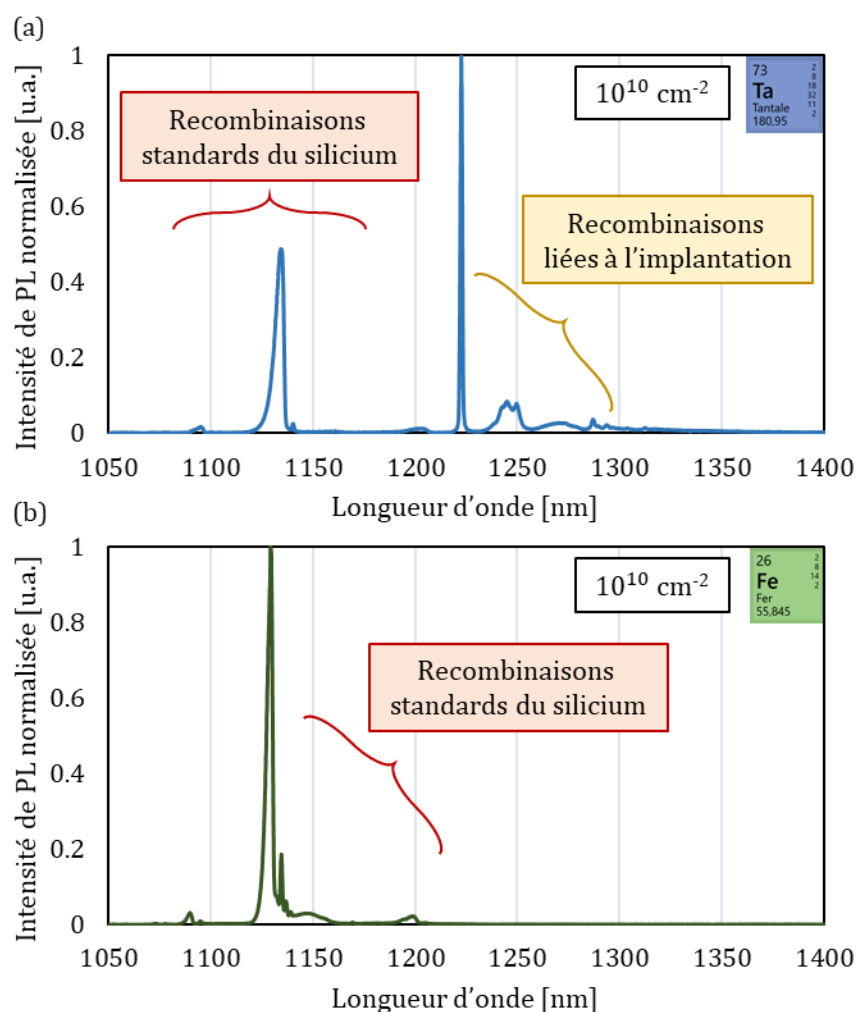 (a)
Intensité de PL normalisée [u.a.]
1
0.8
0.6
0.4
0.2
0
Recombinaisons
standards du silicium
10¹⁰ cm⁻²
73
Ta
Tantale
180,95
2
8
18
32
11
2
Recombinaisons
liées à l’implantation
1050 1100 1150 1200 1250 1300 1350 1400
Longueur d’onde [nm]
(b)
Intensité de PL normalisée [u.a.]
1
0.8
0.6
0.4
0.2
0
10¹⁰ cm⁻²
26
Fe
Fer
55,845
2
8
14
2
Recombinaisons
standards du silicium
1050 1100 1150 1200 1250 1300 1350 1400
Longueur d’onde [nm]